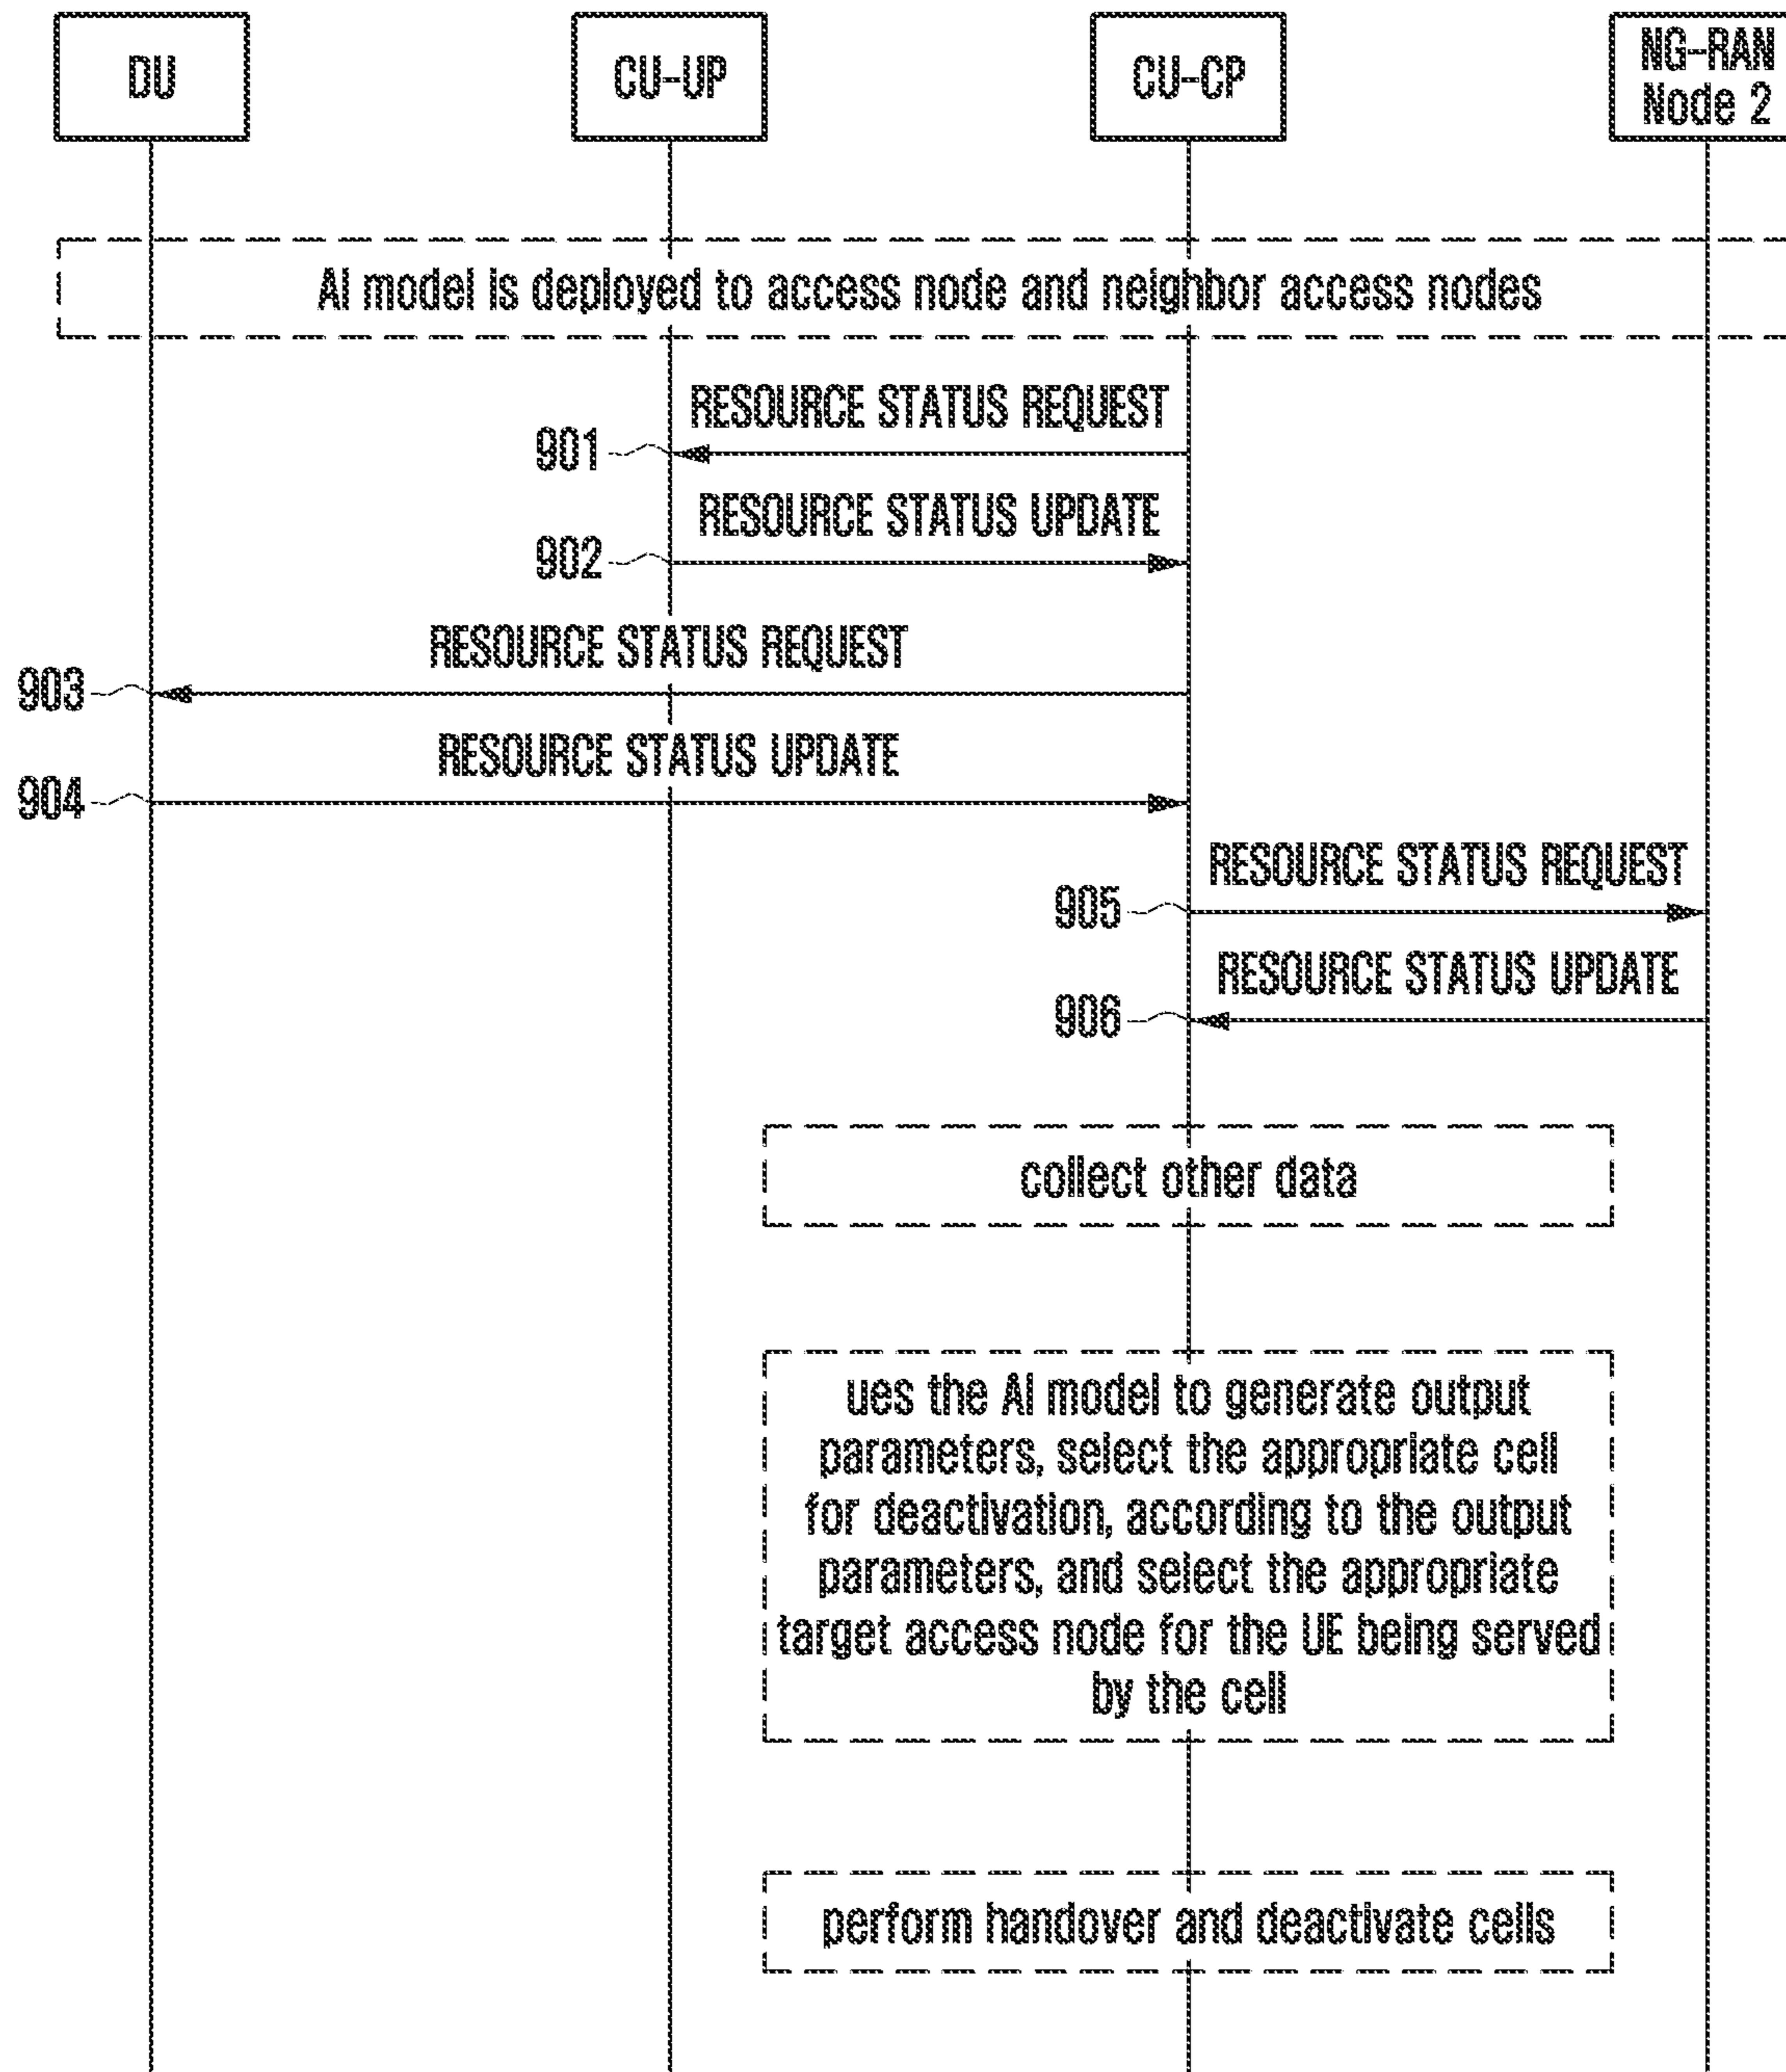 DU
CU-UP
CU-CP
NG-RAN
Node 2
AI model is deployed to access node and neighbor access nodes
RESOURCE STATUS REQUEST
901
RESOURCE STATUS UPDATE
902
RESOURCE STATUS REQUEST
903
RESOURCE STATUS UPDATE
904
RESOURCE STATUS REQUEST
905
RESOURCE STATUS UPDATE
906
collect other data
ues the AI model to generate output
parameters, select the appropriate cell
for deactivation, according to the output
parameters, and select the appropriate
target access node for the UE being served
by the cell
perform handover and deactivate cells